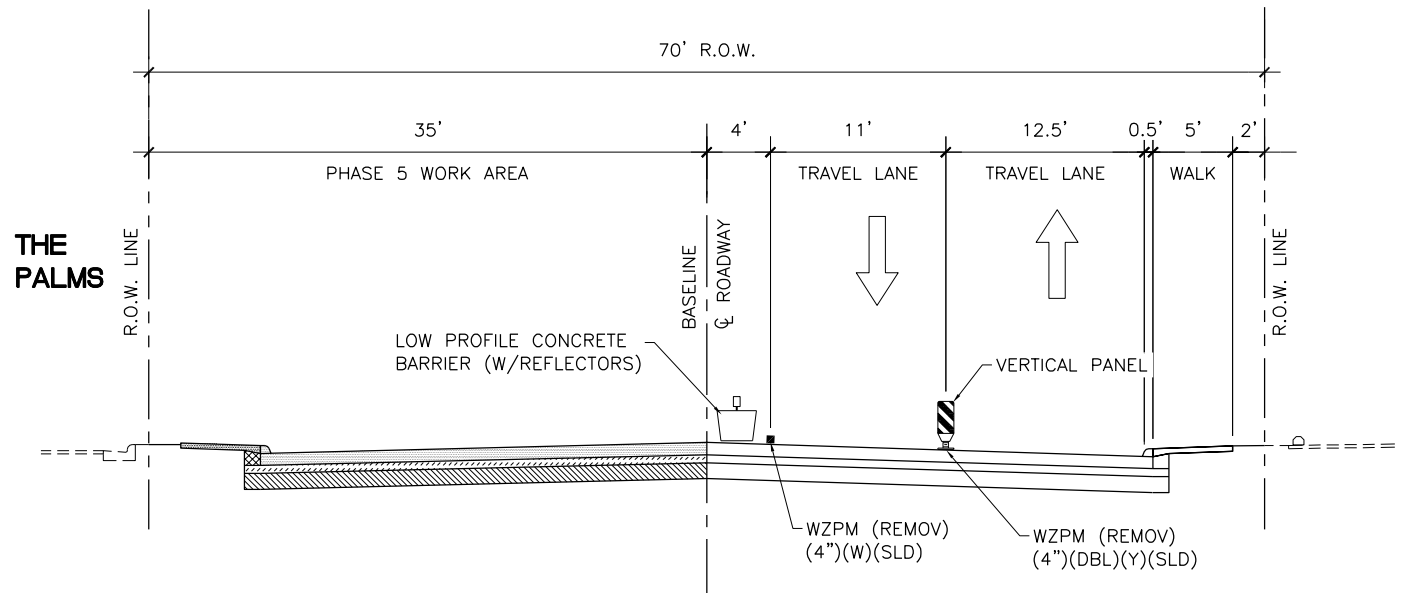 70' R.O.W.
35'
4'
11'
12.5'
0.5'
5'
2'
PHASE 5 WORK AREA
TRAVEL LANE
TRAVEL LANE
WALK
THE
PALMS
R.O.W. LINE
BASELINE
℄ ROADWAY
R.O.W. LINE
LOW PROFILE CONCRETE
BARRIER (W/REFLECTORS)
VERTICAL PANEL
WZPM (REMOV)
(4")(W)(SLD)
WZPM (REMOV)
(4")(DBL)(Y)(SLD)